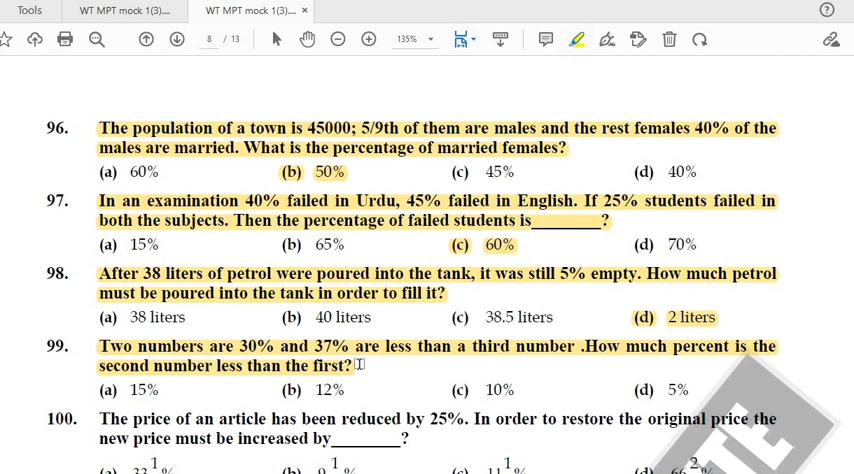 Tools WT MPT mock 1(3).... WT MPT mock 1(3).... ×
8 / 13 135%
96. The population of a town is 45000; 5/9th of them are males and the rest females 40% of the
males are married. What is the percentage of married females?
(a) 60% (b) 50% (c) 45% (d) 40%
97. In an examination 40% failed in Urdu, 45% failed in English. If 25% students failed in
both the subjects. Then the percentage of failed students is________?
(a) 15% (b) 65% (c) 60% (d) 70%
98. After 38 liters of petrol were poured into the tank, it was still 5% empty. How much petrol
must be poured into the tank in order to fill it?
(a) 38 liters (b) 40 liters (c) 38.5 liters (d) 2 liters
99. Two numbers are 30% and 37% are less than a third number .How much percent is the
second number less than the first?
(a) 15% (b) 12% (c) 10% (d) 5%
100. The price of an article has been reduced by 25%. In order to restore the original price the
new price must be increased by________?